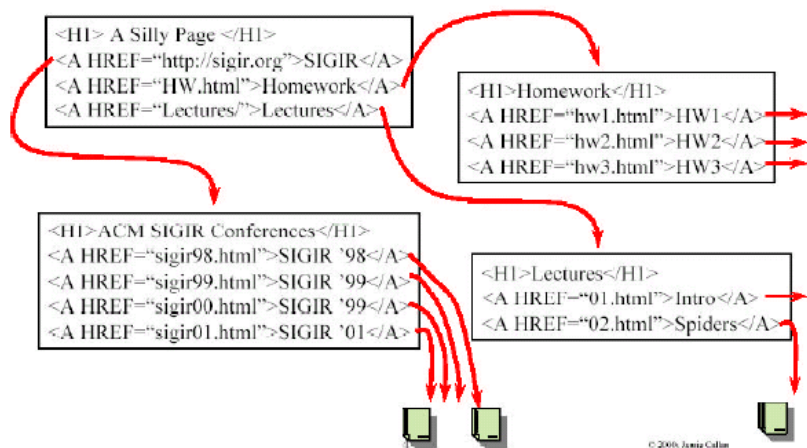 <H1> A Silly Page </H1>
<A HREF=“http://sigir.org”>SIGIR</A>
<A HREF=“HW.html”>Homework</A>
<A HREF=“Lectures/”>Lectures</A>
<H1>Homework</H1>
<A HREF=“hw1.html”>HW1</A>
<A HREF=“hw2.html”>HW2</A>
<A HREF=“hw3.html”>HW3</A>
<H1>ACM SIGIR Conferences</H1>
<A HREF=“sigir98.html”>SIGIR ’98</A>
<A HREF=“sigir99.html”>SIGIR ’99</A>
<A HREF=“sigir00.html”>SIGIR ’99</A>
<A HREF=“sigir01.html”>SIGIR ’01</A>
<H1>Lectures</H1>
<A HREF=“01.html”>Intro</A>
<A HREF=“02.html”>Spiders</A>
© 2000, Jamie Callan